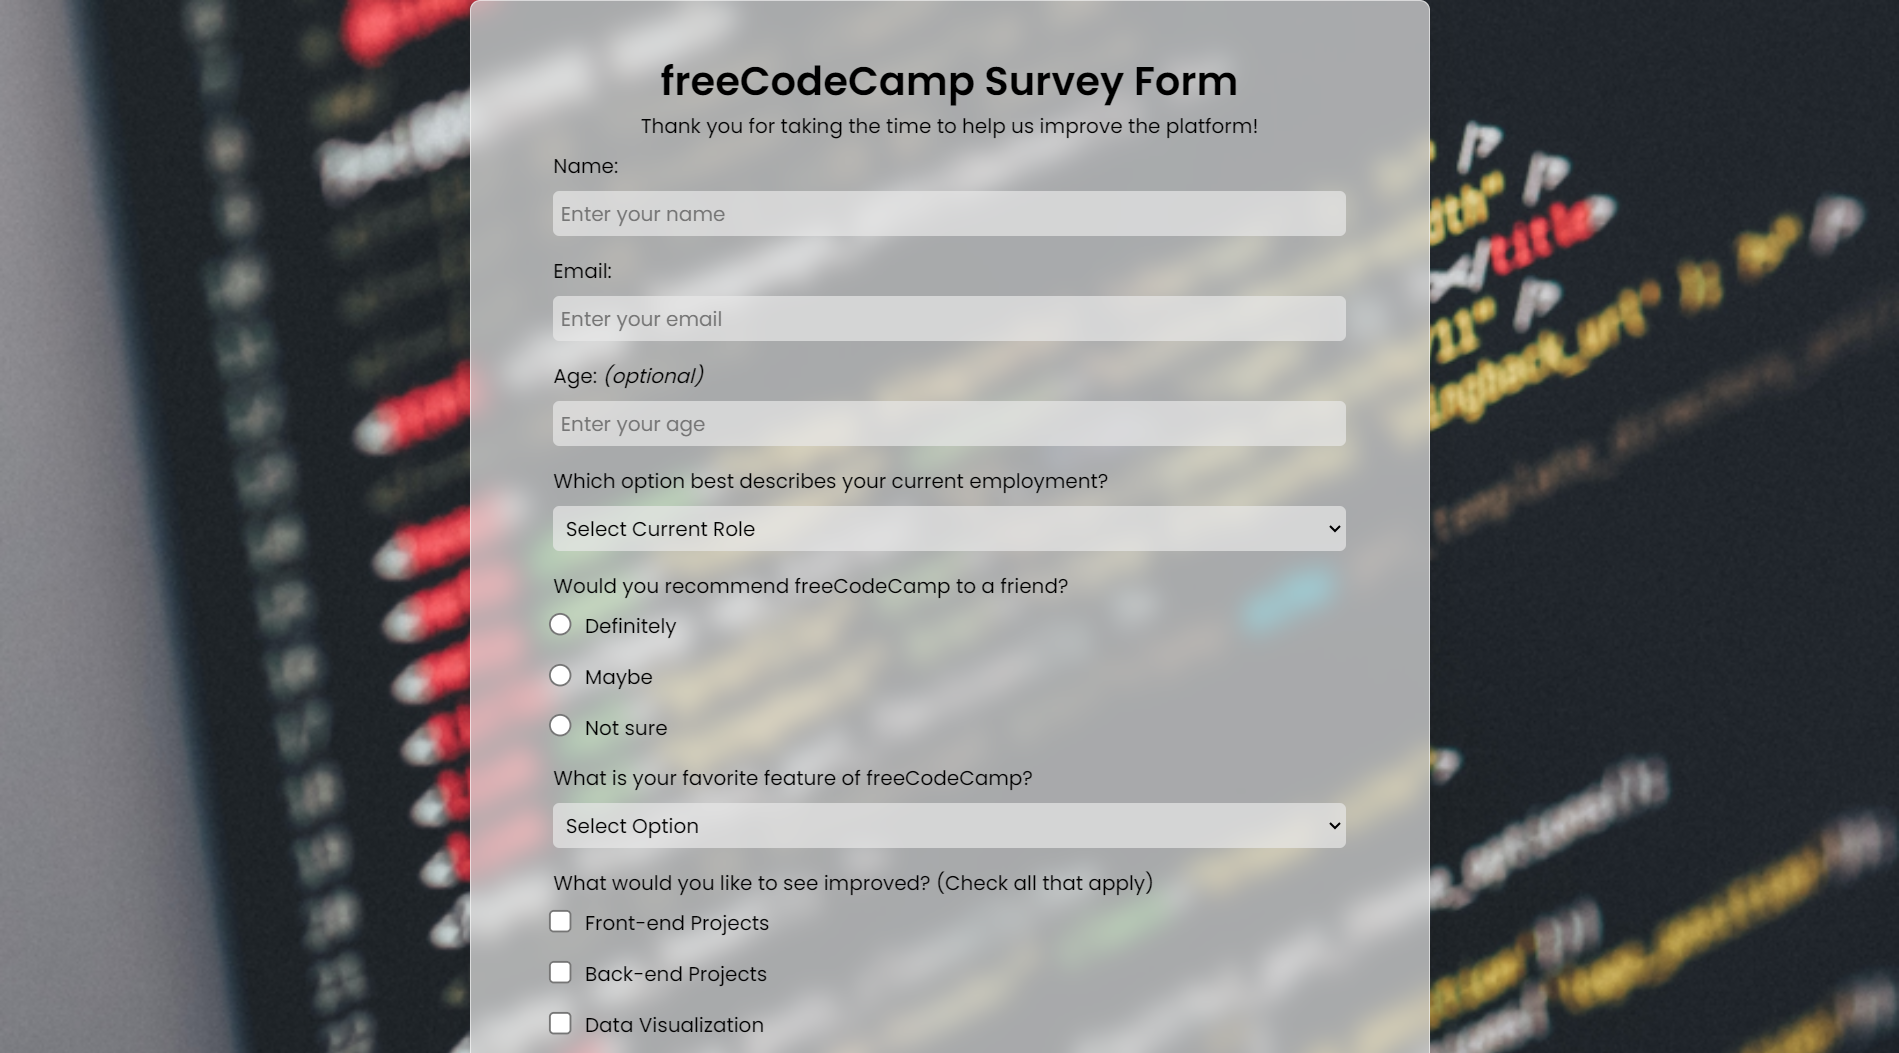 freeCodeCamp Survey Form
Thank you for taking the time to help us improve the platform!
Name:
Enter your name
Email:
Enter your email
Age: (optional)
Enter your age
Which option best describes your current employment?
Select Current Role
Would you recommend freeCodeCamp to a friend?
Definitely
Maybe
Not sure
What is your favorite feature of freeCodeCamp?
Select Option
What would you like to see improved? (Check all that apply)
Front-end Projects
Back-end Projects
Data Visualization
title